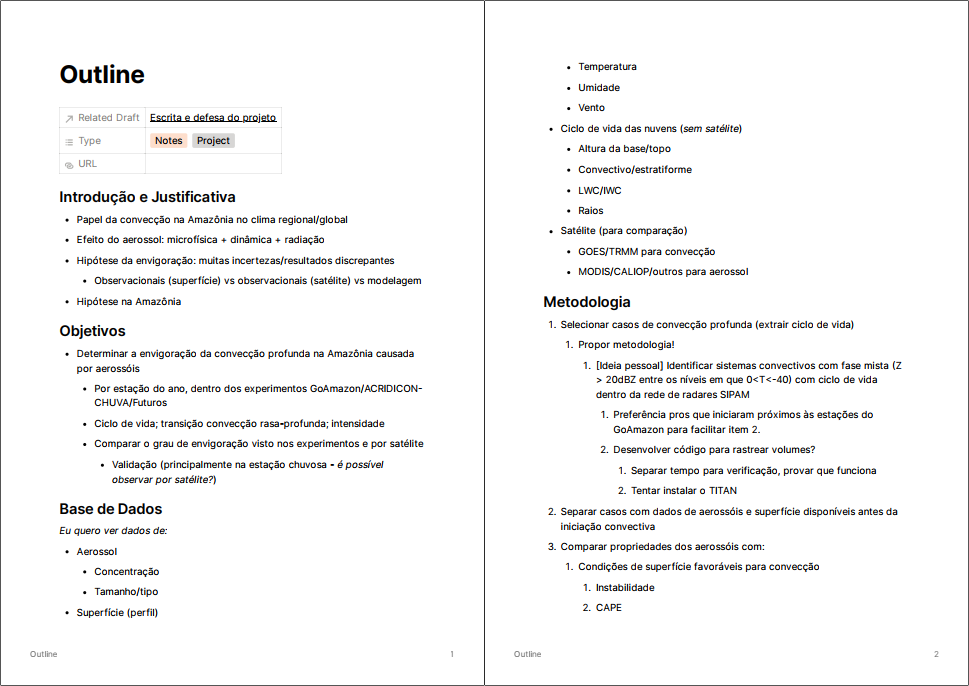 Outline
Related Draft Escrita e defesa do projeto
Type Notes Project
URL
Introdução e Justificativa
• Papel da convecção na Amazônia no clima regional/global
• Efeito do aerossol: microfísica + dinâmica + radiação
• Hipótese da envigoração: muitas incertezas/resultados discrepantes
• Observacionais (superfície) vs observacionais (satélite) vs modelagem
• Hipótese na Amazônia
Objetivos
• Determinar a envigoração da convecção profunda na Amazônia causada
por aerossóis
• Por estação do ano, dentro dos experimentos GoAmazon/ACRIDICON-
CHUVA/Futuros
• Ciclo de vida; transição convecção rasa-profunda; intensidade
• Comparar o grau de envigoração visto nos experimentos e por satélite
• Validação (principalmente na estação chuvosa - é possível
observar por satélite?)
Base de Dados
Eu quero ver dados de:
• Aerossol
• Concentração
• Tamanho/tipo
• Superfície (perfil)
Outline 1
• Temperatura
• Umidade
• Vento
• Ciclo de vida das nuvens (sem satélite)
• Altura da base/topo
• Convectivo/estratiforme
• LWC/IWC
• Raios
• Satélite (para comparação)
• GOES/TRMM para convecção
• MODIS/CALIOP/outros para aerossol
Metodologia
1. Selecionar casos de convecção profunda (extrair ciclo de vida)
1. Propor metodologia!
1. [Ideia pessoal] Identificar sistemas convectivos com fase mista (Z
> 20dBZ entre os níveis em que 0<T<-40) com ciclo de vida
dentro da rede de radares SIPAM
1. Preferência pros que iniciaram próximos às estações do
GoAmazon para facilitar item 2.
2. Desenvolver código para rastrear volumes?
1. Separar tempo para verificação, provar que funciona
2. Tentar instalar o TITAN
2. Separar casos com dados de aerossóis e superfície disponíveis antes da
iniciação convectiva
3. Comparar propriedades dos aerossóis com:
1. Condições de superfície favoráveis para convecção
1. Instabilidade
2. CAPE
Outline 2